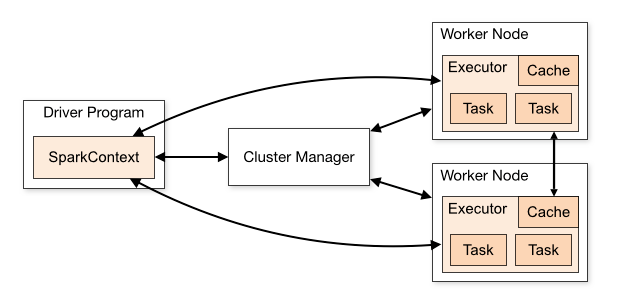 Driver Program
SparkContext
Cluster Manager
Worker Node
Executor
Cache
Task
Task
Worker Node
Executor
Cache
Task
Task